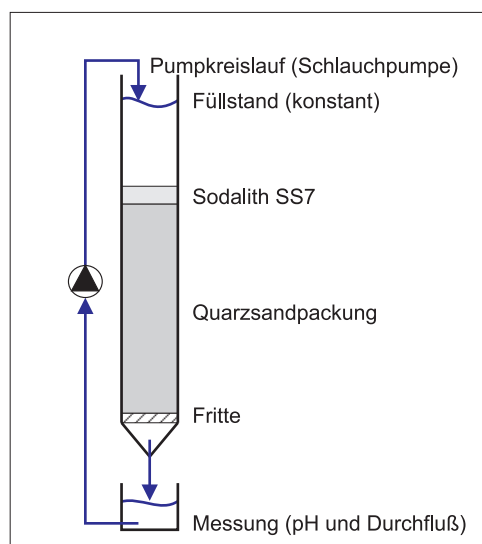 Pumpkreislauf (Schlauchpumpe)
Füllstand (konstant)
Sodalith SS7
Quarzsandpackung
Fritte
Messung (pH und Durchfluß)